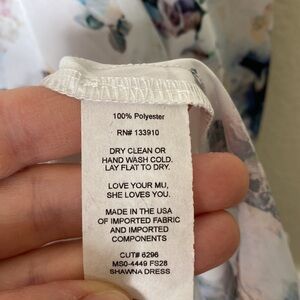 100% Polyester
RN# 133910
DRY CLEAN OR
HAND WASH COLD.
LAY FLAT TO DRY.
LOVE YOUR MU,
SHE LOVES YOU.
MADE IN THE USA
OF IMPORTED FABRIC
AND IMPORTED
COMPONENTS
CUT# 6296
MS0-4449 FS28
SHAWNA DRESS